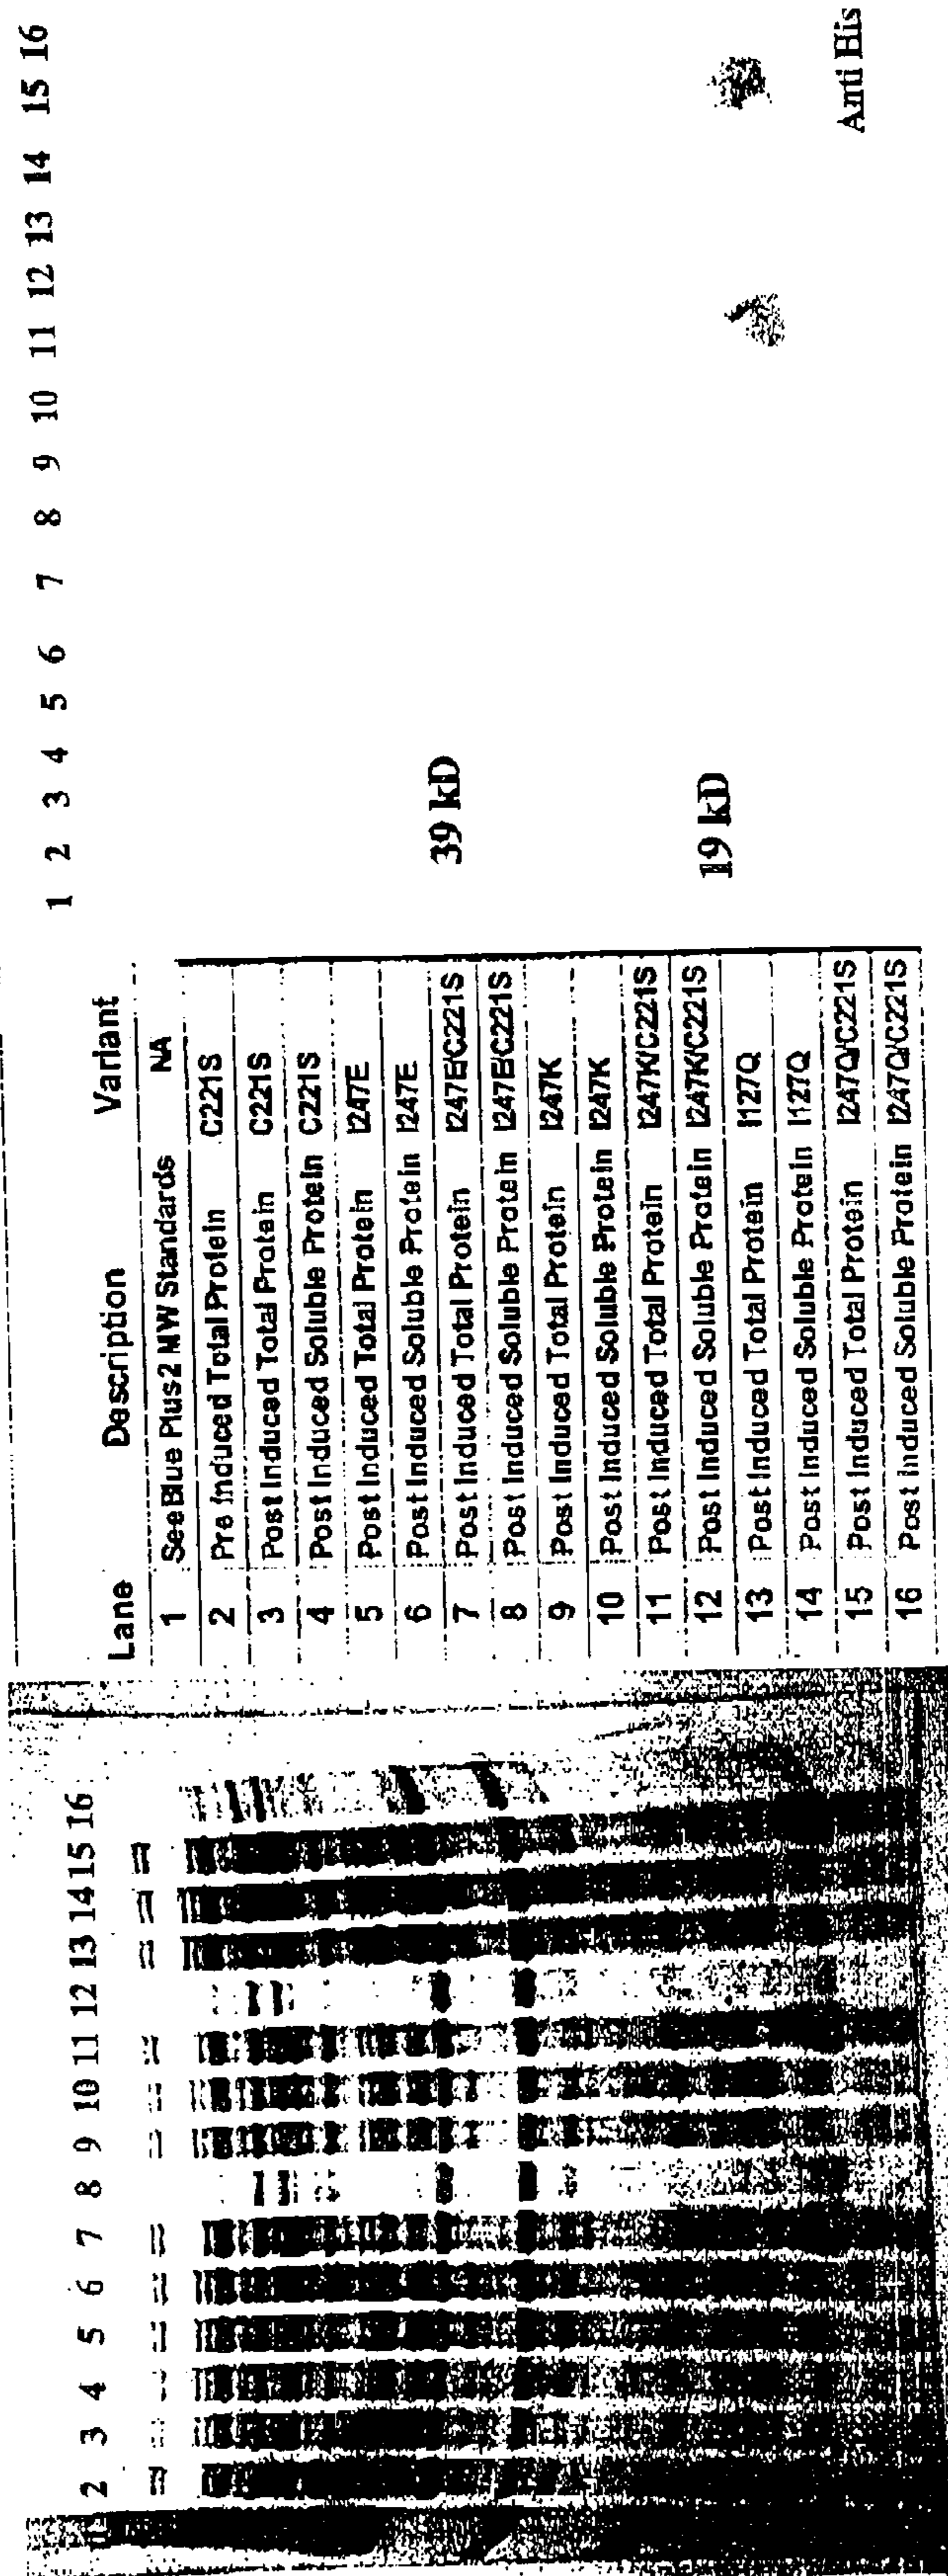 2 3 4 5 6 7 8 9 10 11 12 13 14 15 16
Lane Description Variant
1 SeeBlue Plus2 MW Standards NA
2 Pre Induced Total Protein C221S
3 Post Induced Total Protein C221S
4 Post Induced Soluble Protein C221S
5 Post Induced Total Protein I247E
6 Post Induced Soluble Protein I247E
7 Post Induced Total Protein I247E/C221S
8 Post Induced Soluble Protein I247E/C221S
9 Post Induced Total Protein I247K
10 Post Induced Soluble Protein I247K
11 Post Induced Total Protein I247K/C221S
12 Post Induced Soluble Protein I247K/C221S
13 Post Induced Total Protein I127Q
14 Post Induced Soluble Protein I127Q
15 Post Induced Total Protein I247Q/C221S
16 Post Induced Soluble Protein I247Q/C221S
1 2 3 4 5 6 7 8 9 10 11 12 13 14 15 16
39 kD
19 kD
Anti His